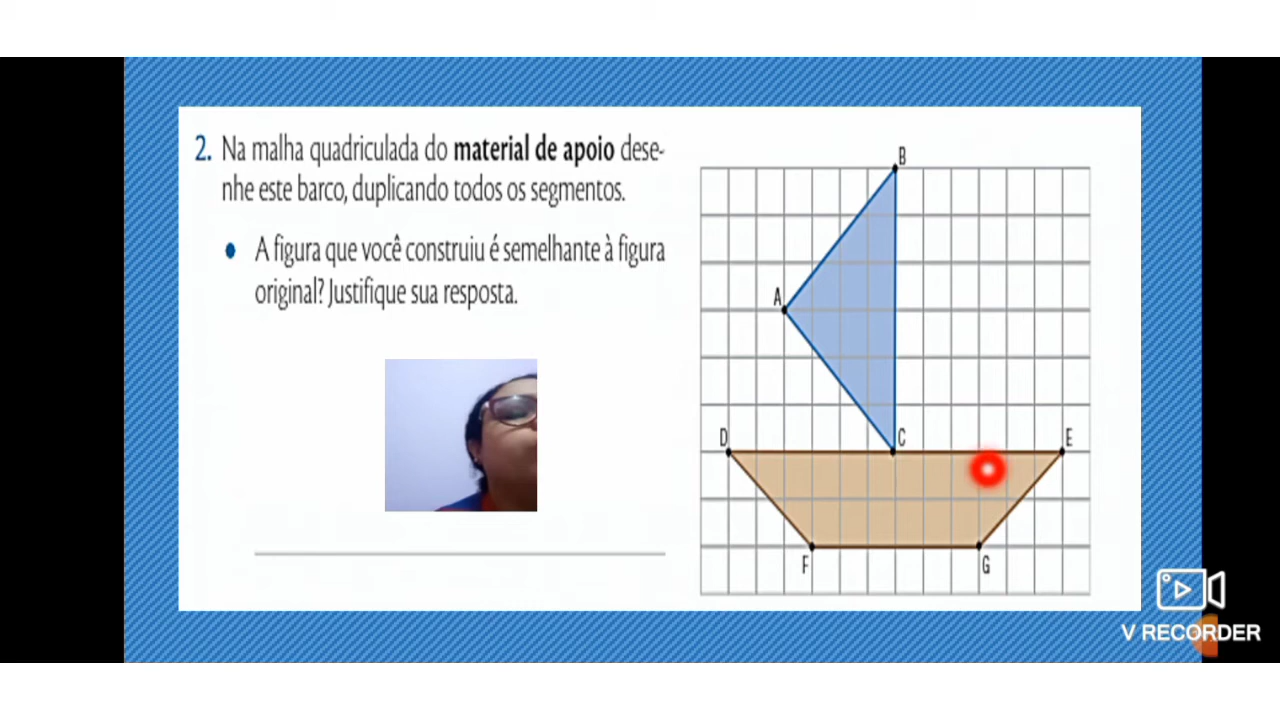 2. Na malha quadriculada do material de apoio dese-
nhe este barco, duplicando todos os segmentos.
● A figura que você construiu é semelhante à figura
original? Justifique sua resposta.
B
A
D
C
E
F
G
V RECORDER